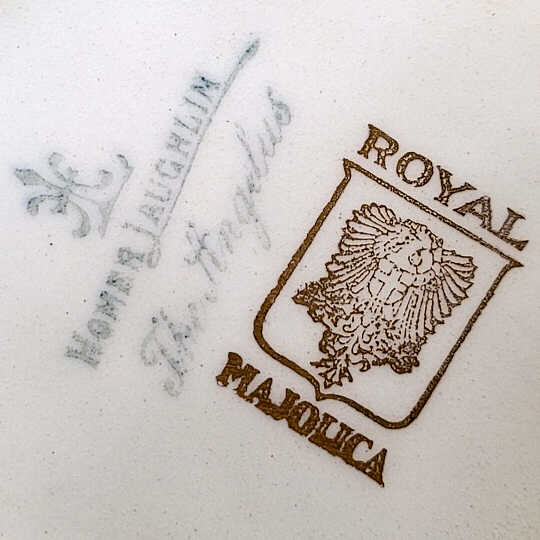 HOMER LAUGHLIN
The Angelus
ROYAL
MAJOLICA